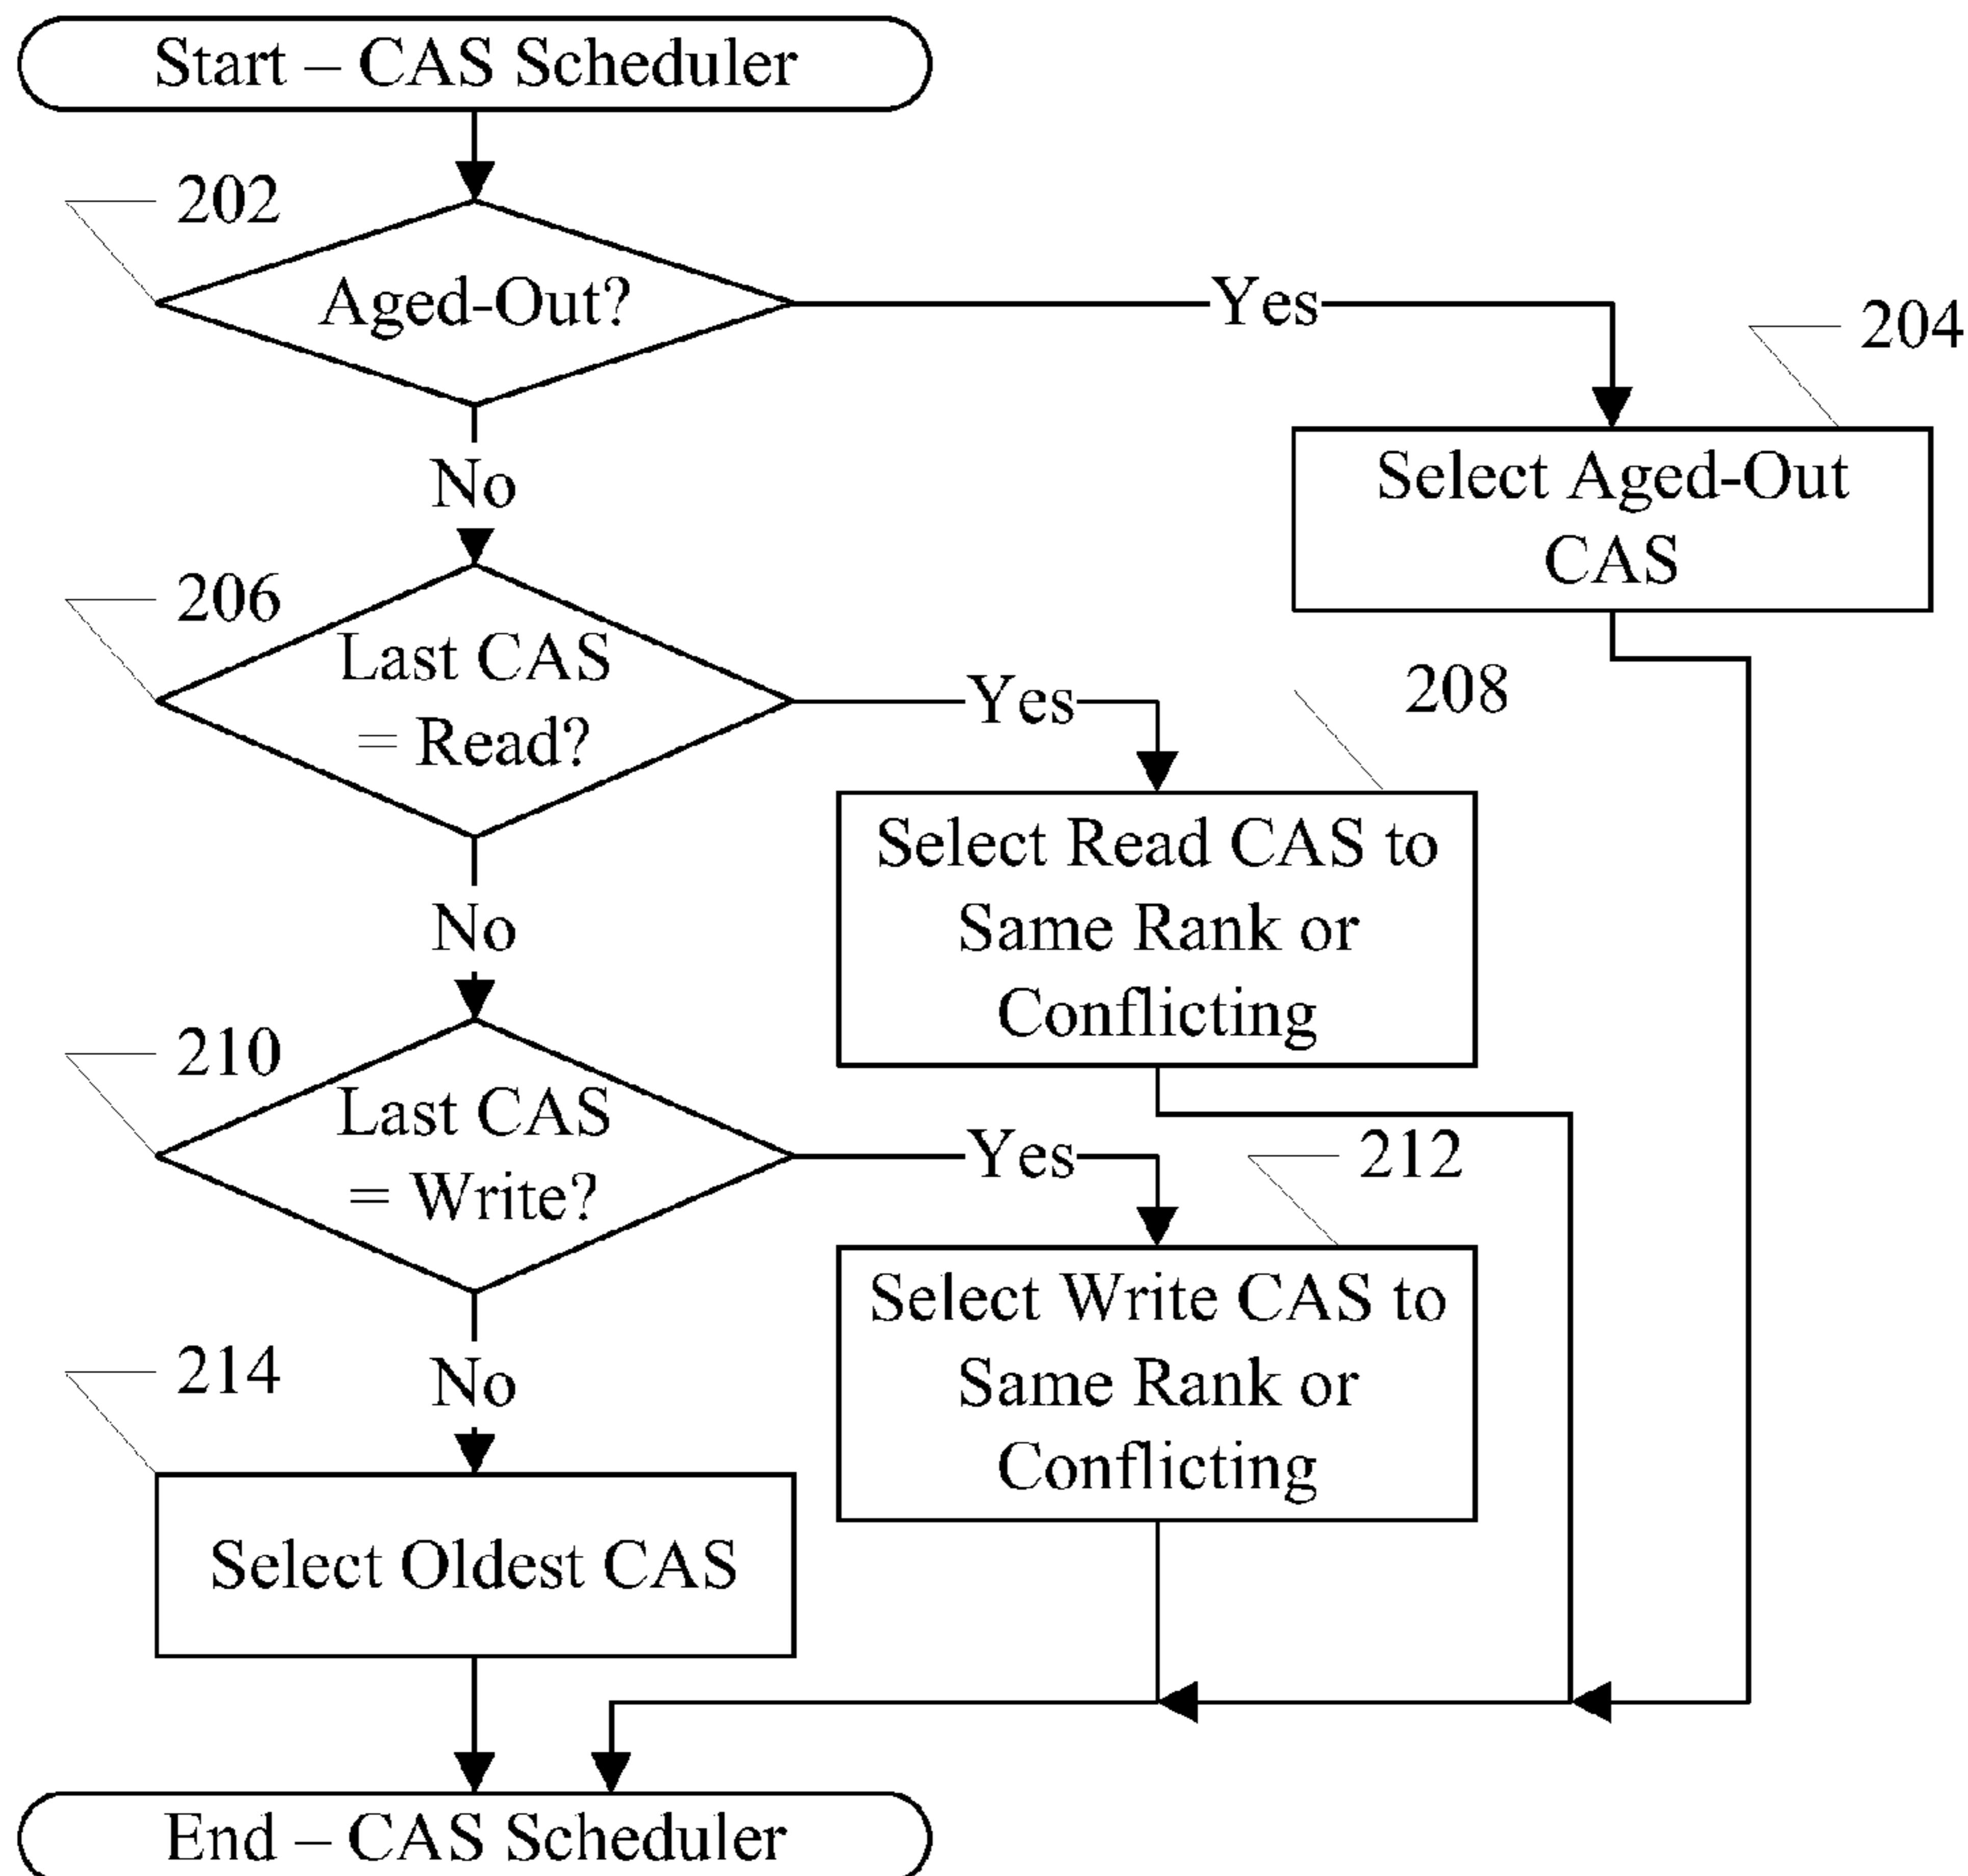 Start – CAS Scheduler
202
Aged-Out?
Yes
204
Select Aged-Out
CAS
No
206
Last CAS
= Read?
Yes
208
Select Read CAS to
Same Rank or
Conflicting
No
210
Last CAS
= Write?
Yes
212
Select Write CAS to
Same Rank or
Conflicting
No
214
Select Oldest CAS
End – CAS Scheduler